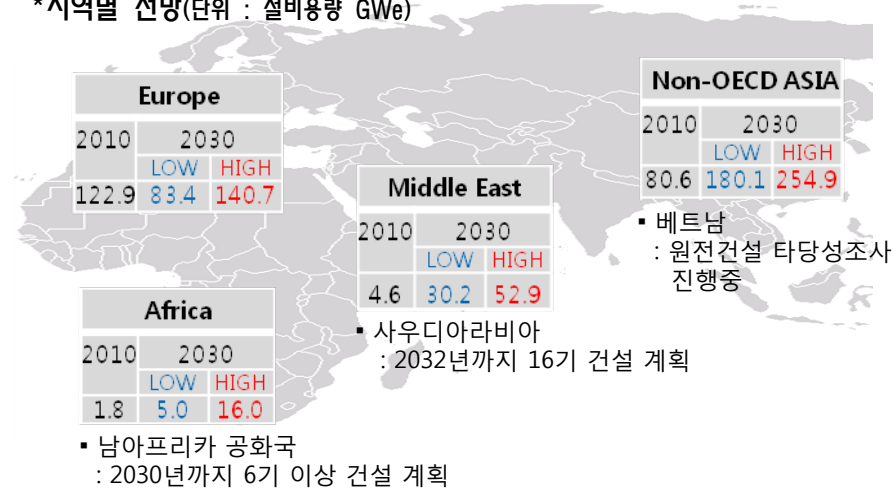 *지역별 전망(단위 : 설비용량 GWe)
Europe
2010 2030
LOW HIGH
122.9 83.4 140.7
Non-OECD ASIA
2010 2030
LOW HIGH
80.6 180.1 254.9
▪ 베트남
: 원전건설 타당성조사
진행중
Middle East
2010 2030
LOW HIGH
4.6 30.2 52.9
▪ 사우디아라비아
: 2032년까지 16기 건설 계획
Africa
2010 2030
LOW HIGH
1.8 5.0 16.0
▪ 남아프리카 공화국
: 2030년까지 6기 이상 건설 계획